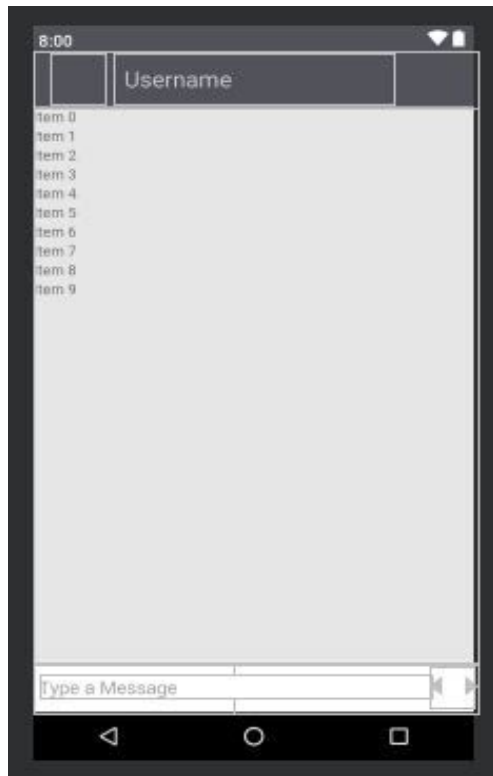 8:00
Username
Item 0
Item 1
Item 2
Item 3
Item 4
Item 5
Item 6
Item 7
Item 8
Item 9
Type a Message